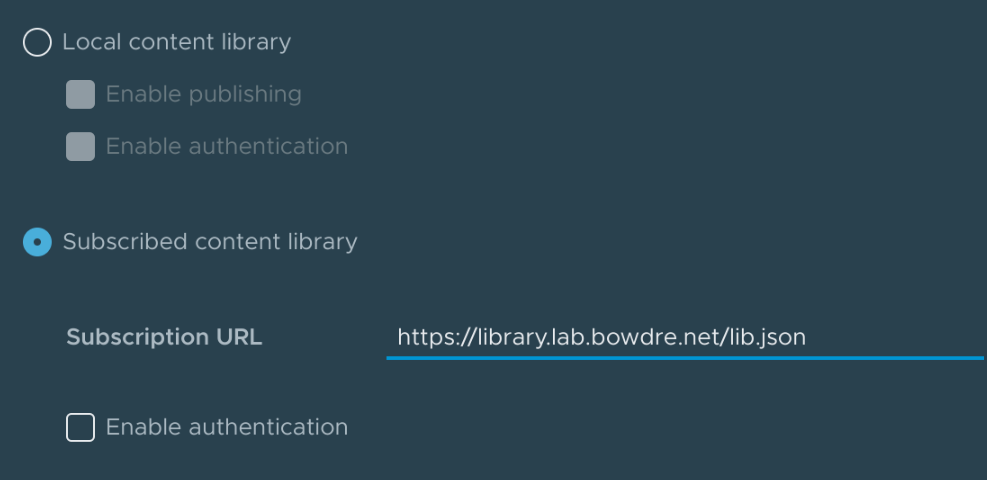 Local content library
Enable publishing
Enable authentication
Subscribed content library
Subscription URL https://library.lab.bowdre.net/lib.json
Enable authentication